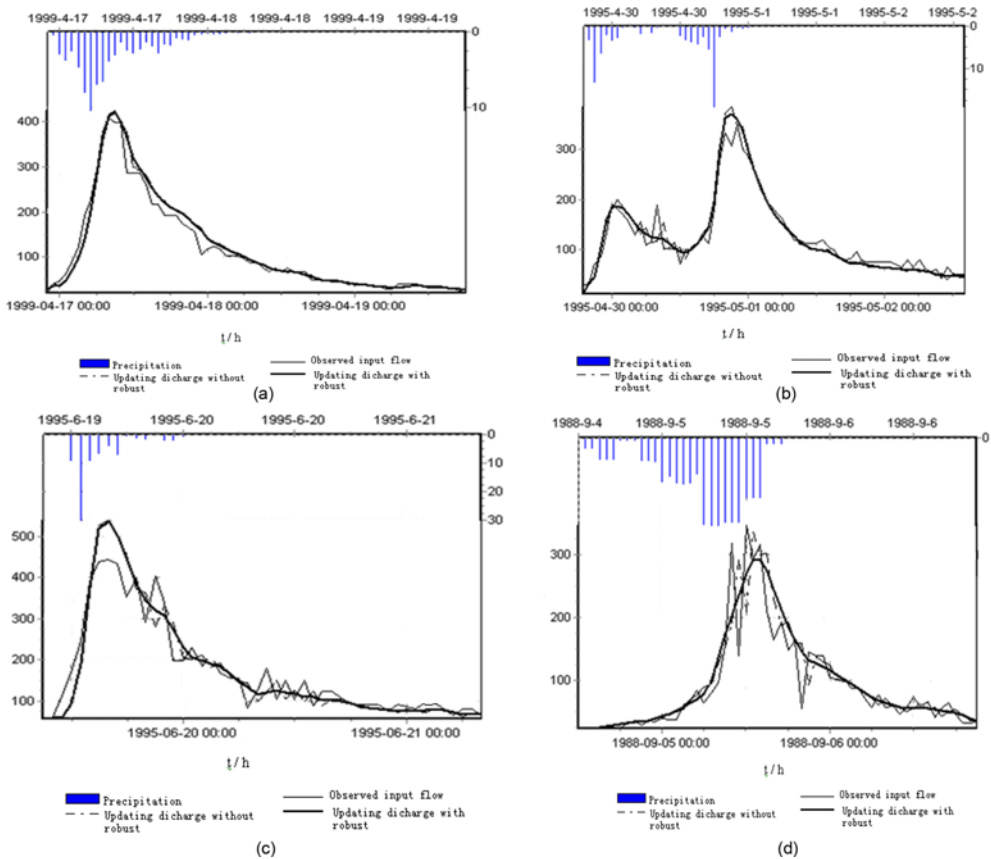 1999-4-17 1999-4-17 1999-4-18 1999-4-18 1999-4-19 1999-4-19
0
10
400
300
200
100
1999-04-17 00:00 1999-04-18 00:00 1999-04-19 00:00
t/h
Precipitation Observed input flow
Updating dicharge without robust Updating dicharge with robust
(a)
1995-4-30 1995-4-30 1995-5-1 1995-5-1 1995-5-2 1995-5-2
0
10
300
200
100
1995-04-30 00:00 1995-05-01 00:00 1995-05-02 00:00
t/h
Precipitation Observed input flow
Updating dicharge without robust Updating dicharge with robust
(b)
1995-6-19 1995-6-20 1995-6-20 1995-6-21
0
10
20
30
500
400
300
200
100
1995-06-20 00:00 1995-06-21 00:00
t/h
Precipitation Observed input flow
Updating dicharge without robust Updating dicharge with robust
(c)
1988-9-4 1988-9-5 1988-9-5 1988-9-6 1988-9-6
0
300
200
100
1988-09-05 00:00 1988-09-06 00:00
t/h
Precipitation Observed input flow
Updating dicharge without robust Updating dicharge with robust
(d)